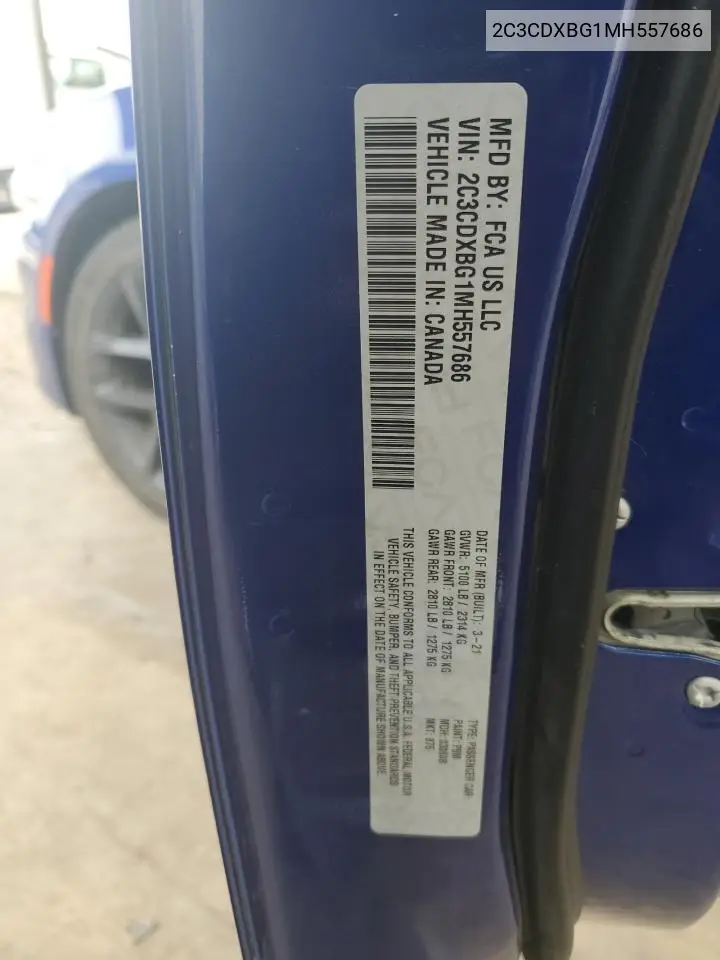 2C3CDXBG1MH557686
MFD BY: FCA US LLC
VIN: 2C3CDXBG1MH557686
VEHICLE MADE IN: CANADA
DATE OF MFR (BUILT): 3-21
GVWR: 5100 LB / 2314 KG
GAWR FRONT: 2810 LB / 1275 KG
GAWR REAR: 2810 LB / 1275 KG
TYPE: PASSENGER CAR
PAINT:
MDH:
MKT:
THIS VEHICLE CONFORMS TO ALL APPLICABLE U.S.A. FEDERAL MOTOR
VEHICLE SAFETY, BUMPER, AND THEFT PREVENTION STANDARDS
IN EFFECT ON THE DATE OF MANUFACTURE SHOWN ABOVE.